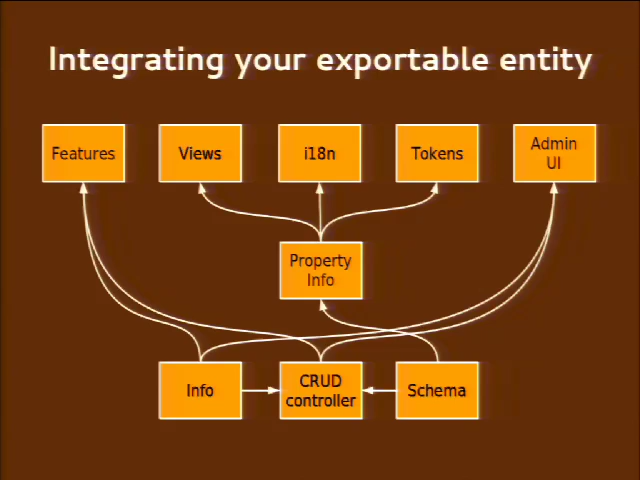 Integrating your exportable entity
Features
Views
i18n
Tokens
Admin
UI
Property
Info
Info
CRUD
controller
Schema